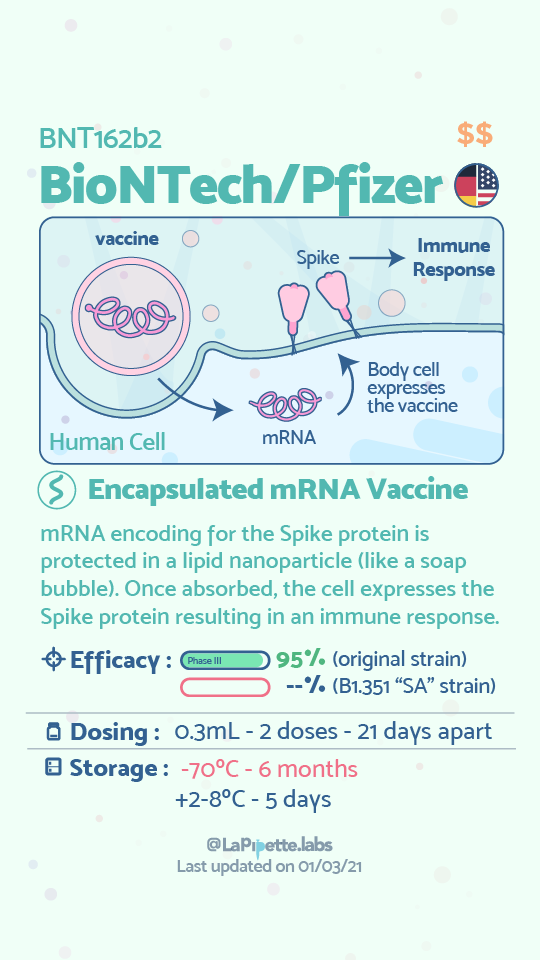 BNT162b2
$$
BioNTech/Pfizer
vaccine
Spike
Immune
Response
Body cell
expresses
the vaccine
mRNA
Human Cell
Encapsulated mRNA Vaccine
mRNA encoding for the Spike protein is
protected in a lipid nanoparticle (like a soap
bubble). Once absorbed, the cell expresses the
Spike protein resulting in an immune response.
Efficacy : Phase III 95% (original strain)
--% (B1.351 “SA” strain)
Dosing : 0.3mL - 2 doses - 21 days apart
Storage : -70ºC - 6 months
+2-8ºC - 5 days
@LaPipette.labs
Last updated on 01/03/21